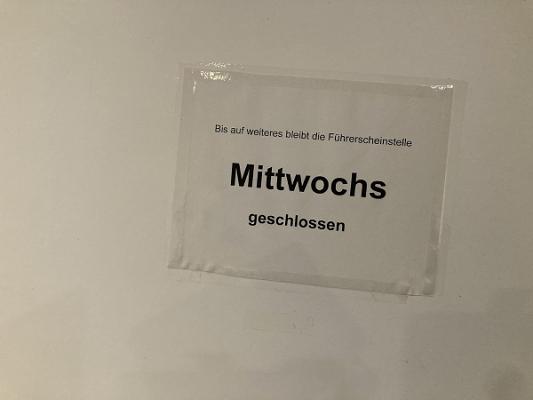 Bis auf weiteres bleibt die Führerscheinstelle
Mittwochs
geschlossen